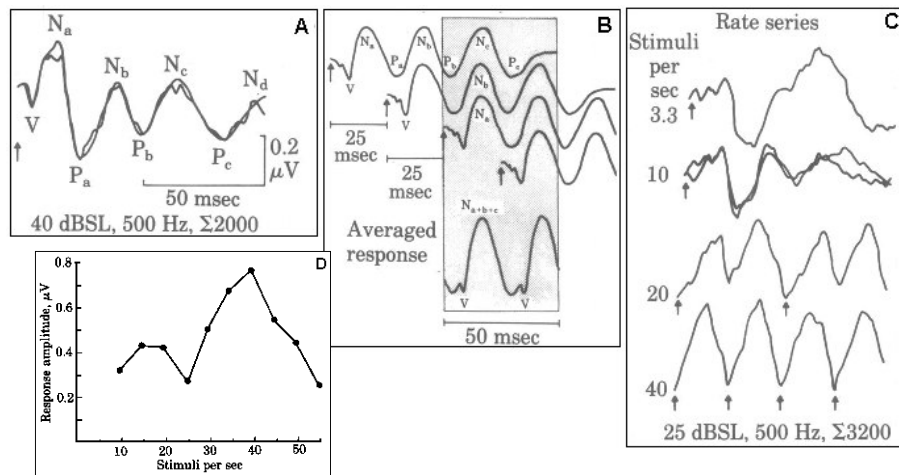 A
Na
Nb
Nc
Nd
V
Pa
Pb
Pc
0.2
µV
50 msec
40 dBSL, 500 Hz, Σ2000
B
Na
Nb
Nc
Pa
Pb
Pc
V
Nb
V
Na
25
msec
25
msec
Averaged
response
Na+b+c
V
V
50 msec
C
Rate series
Stimuli
per
sec
3.3
10
20
40
25 dBSL, 500 Hz, Σ3200
D
Response amplitude, µV
0.8
0.6
0.4
0.2
10 20 30 40 50
Stimuli per sec